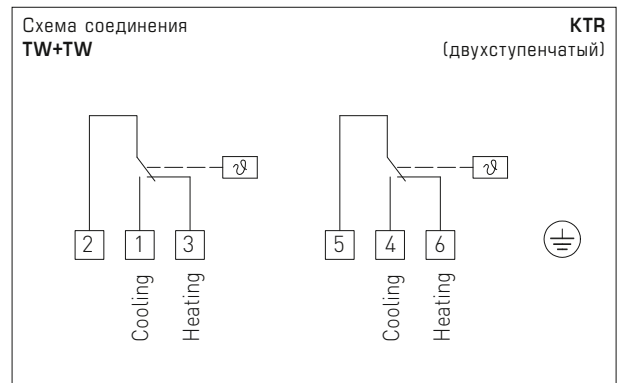 Схема соединения KTR
TW+TW (двухступенчатый)
ϑ ϑ
2 1 3 5 4 6
Cooling Heating Cooling Heating